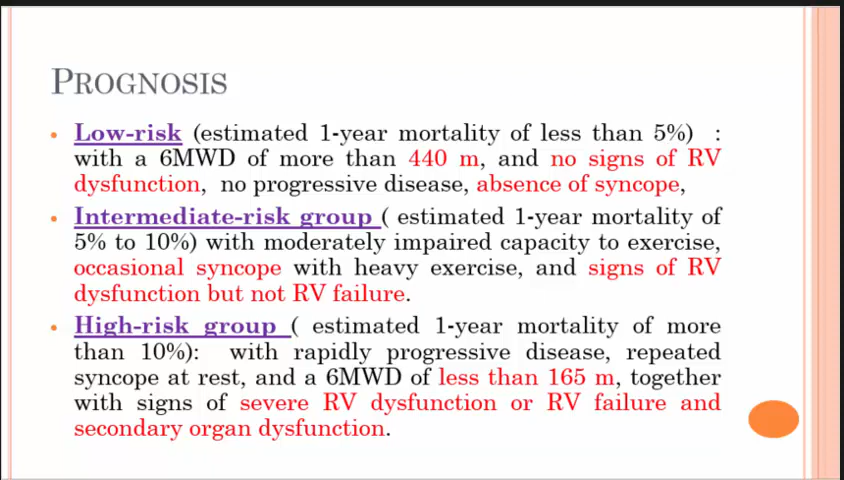 PROGNOSIS
Low-risk (estimated 1-year mortality of less than 5%) :
with a 6MWD of more than 440 m, and no signs of RV
dysfunction, no progressive disease, absence of syncope,
Intermediate-risk group ( estimated 1-year mortality of
5% to 10%) with moderately impaired capacity to exercise,
occasional syncope with heavy exercise, and signs of RV
dysfunction but not RV failure.
High-risk group ( estimated 1-year mortality of more
than 10%): with rapidly progressive disease, repeated
syncope at rest, and a 6MWD of less than 165 m, together
with signs of severe RV dysfunction or RV failure and
secondary organ dysfunction.